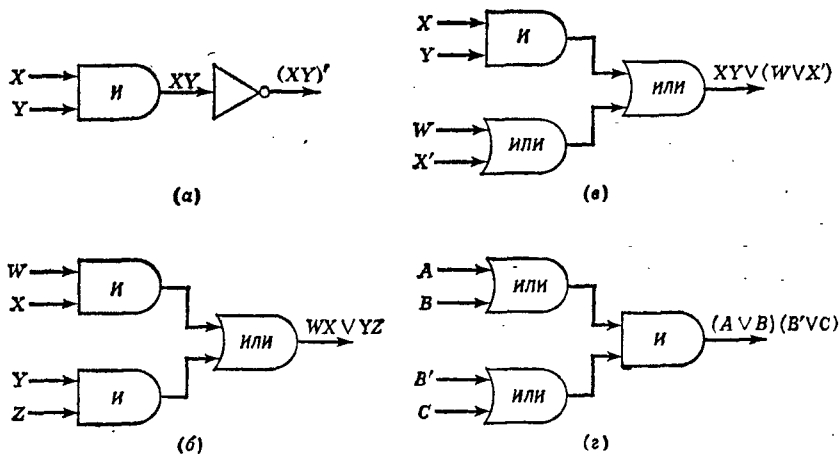 X
Y
И
XY
(XY)'
(а)
X
Y
И
W
X'
ИЛИ
ИЛИ
XY∨(W∨X')
(в)
W
X
И
Y
Z
И
ИЛИ
WX∨YZ
(б)
A
B
ИЛИ
B'
C
ИЛИ
И
(A∨B)(B'∨C)
(г)